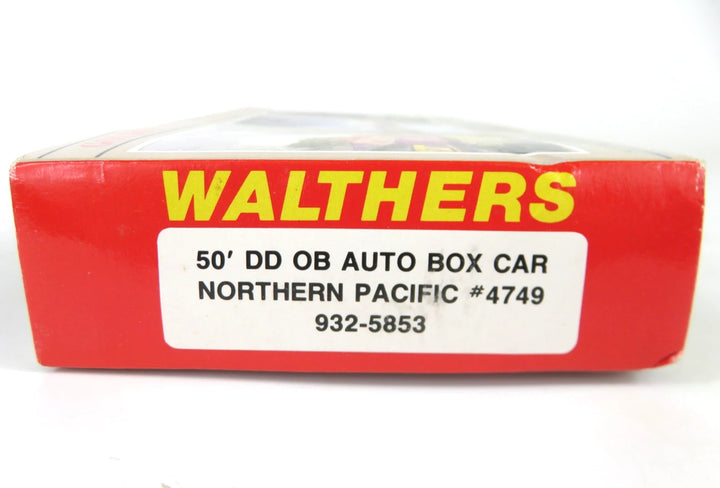 WALTHERS
50' DD OB AUTO BOX CAR
NORTHERN PACIFIC #4749
932-5853